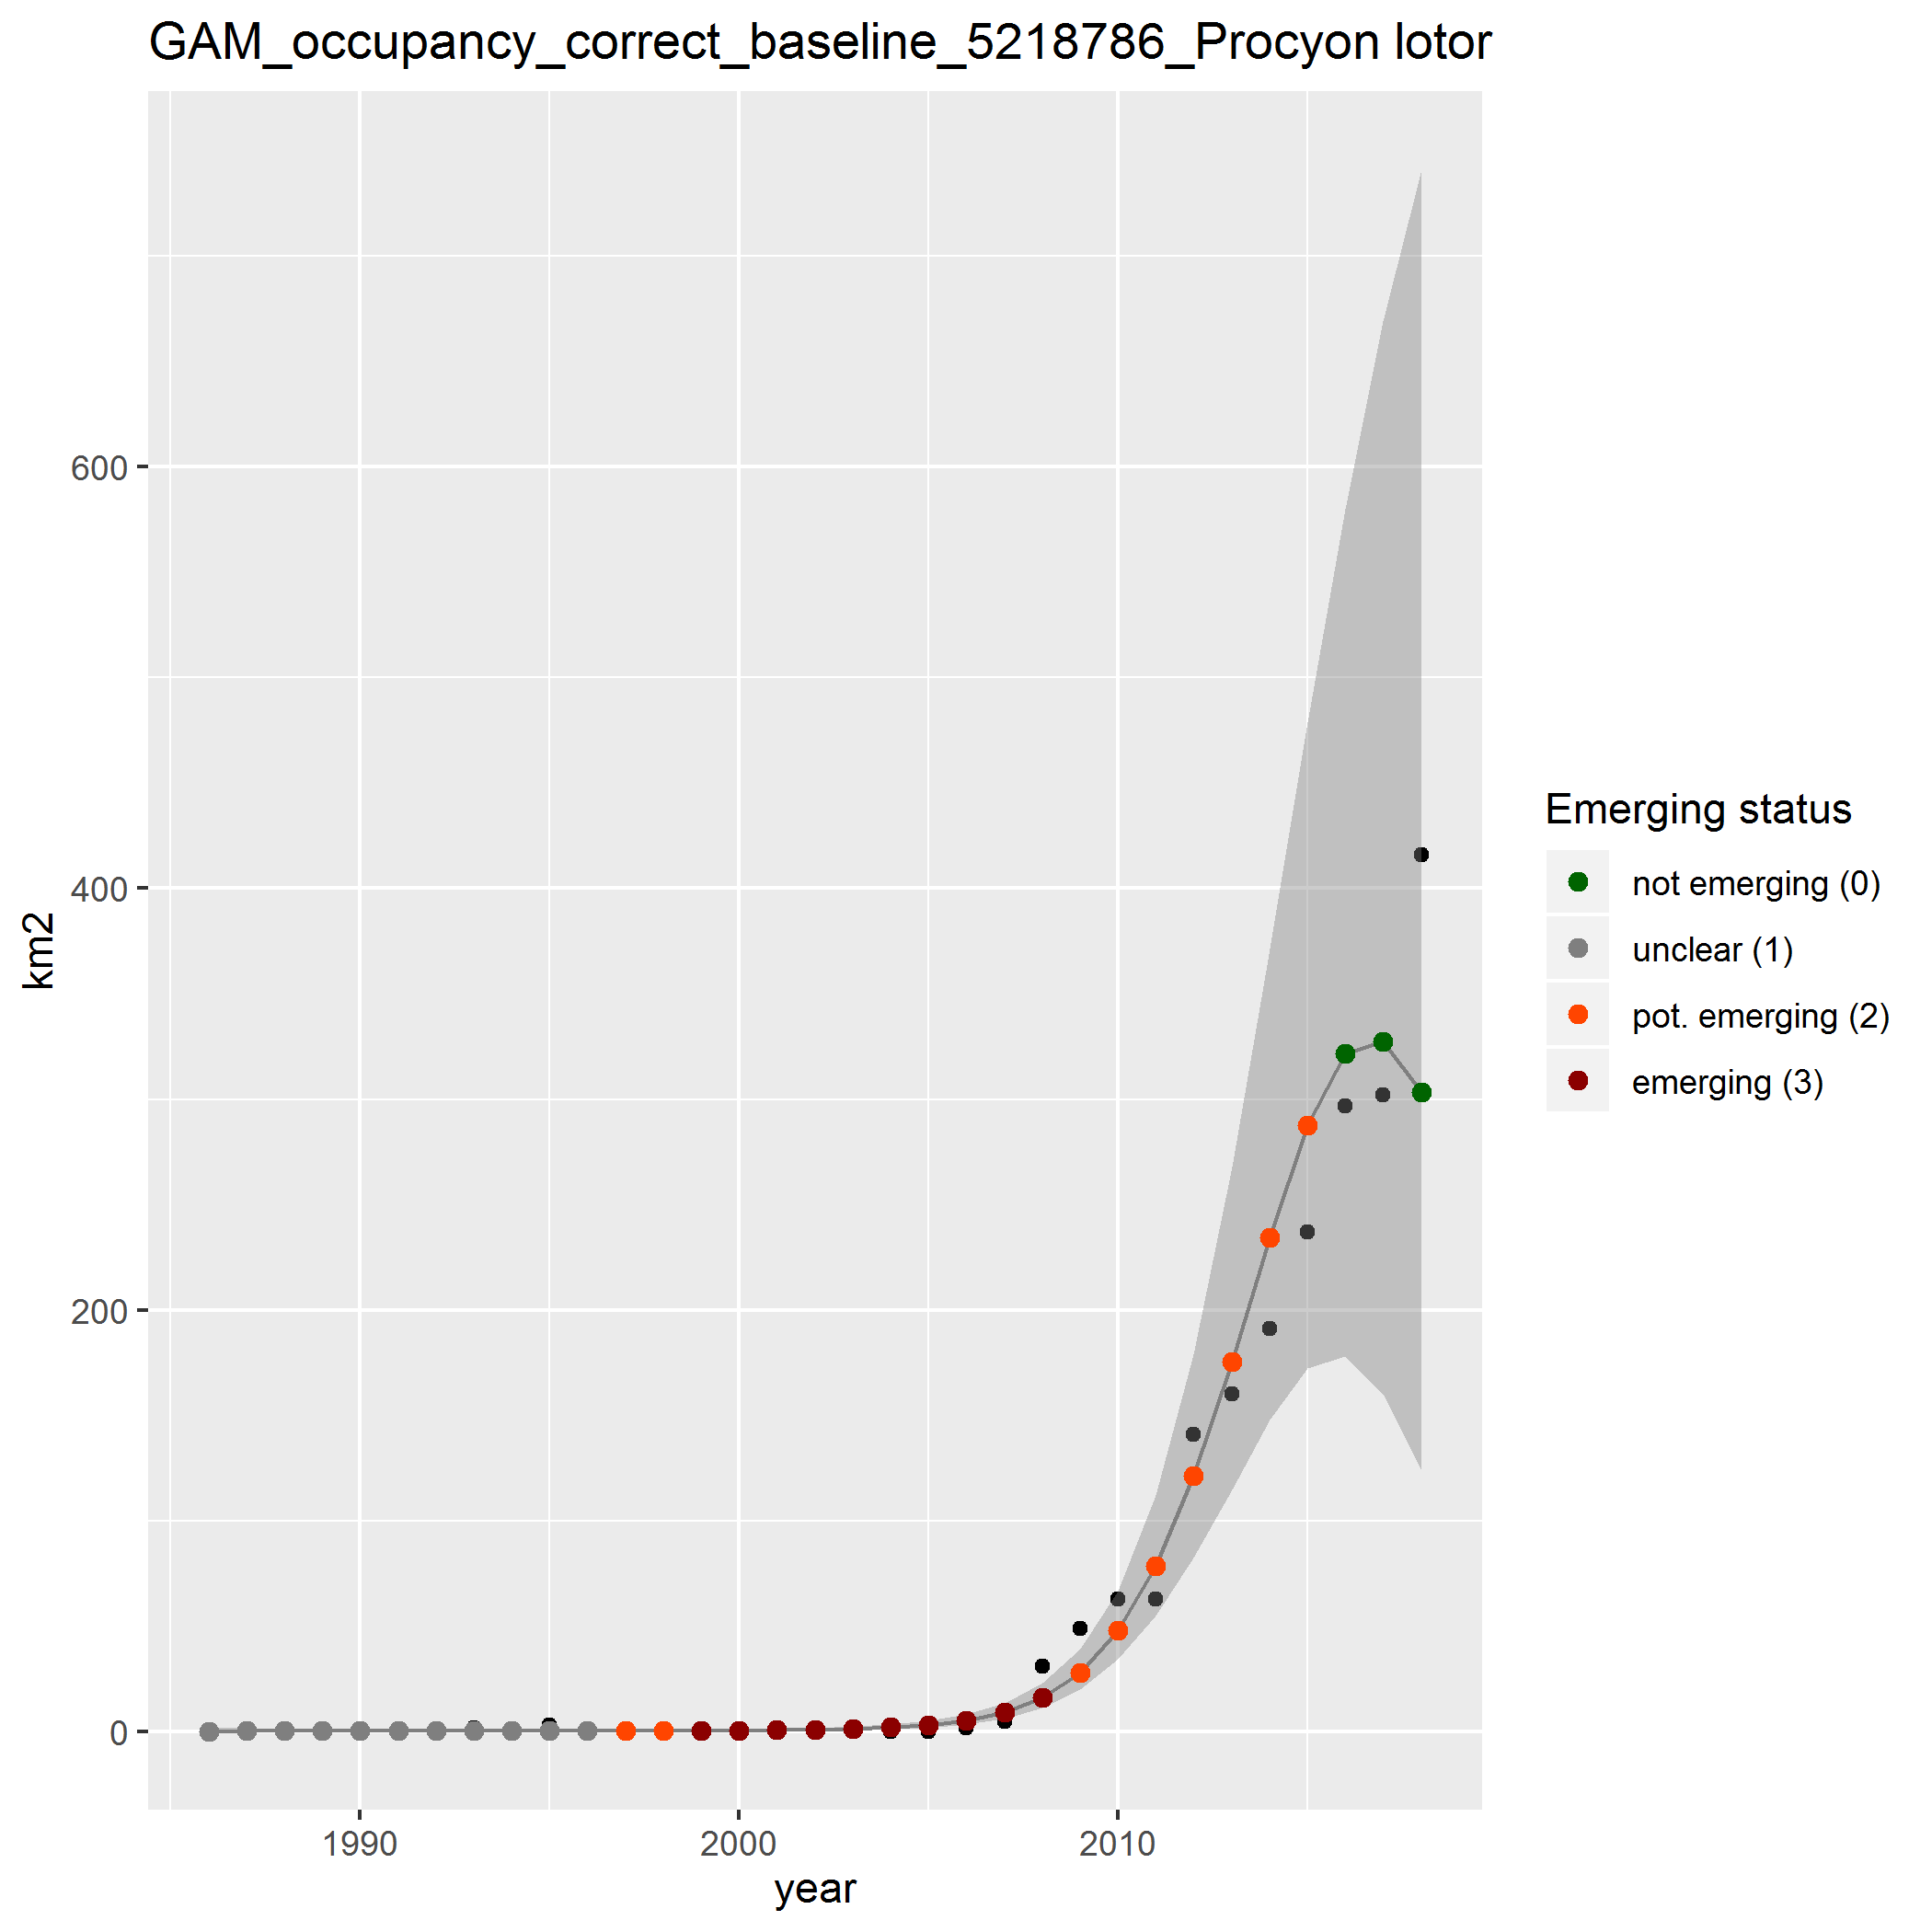 GAM_occupancy_correct_baseline_5218786_Procyon lotor
600
400
200
0
km2
1990
2000
2010
year
Emerging status
not emerging (0)
unclear (1)
pot. emerging (2)
emerging (3)